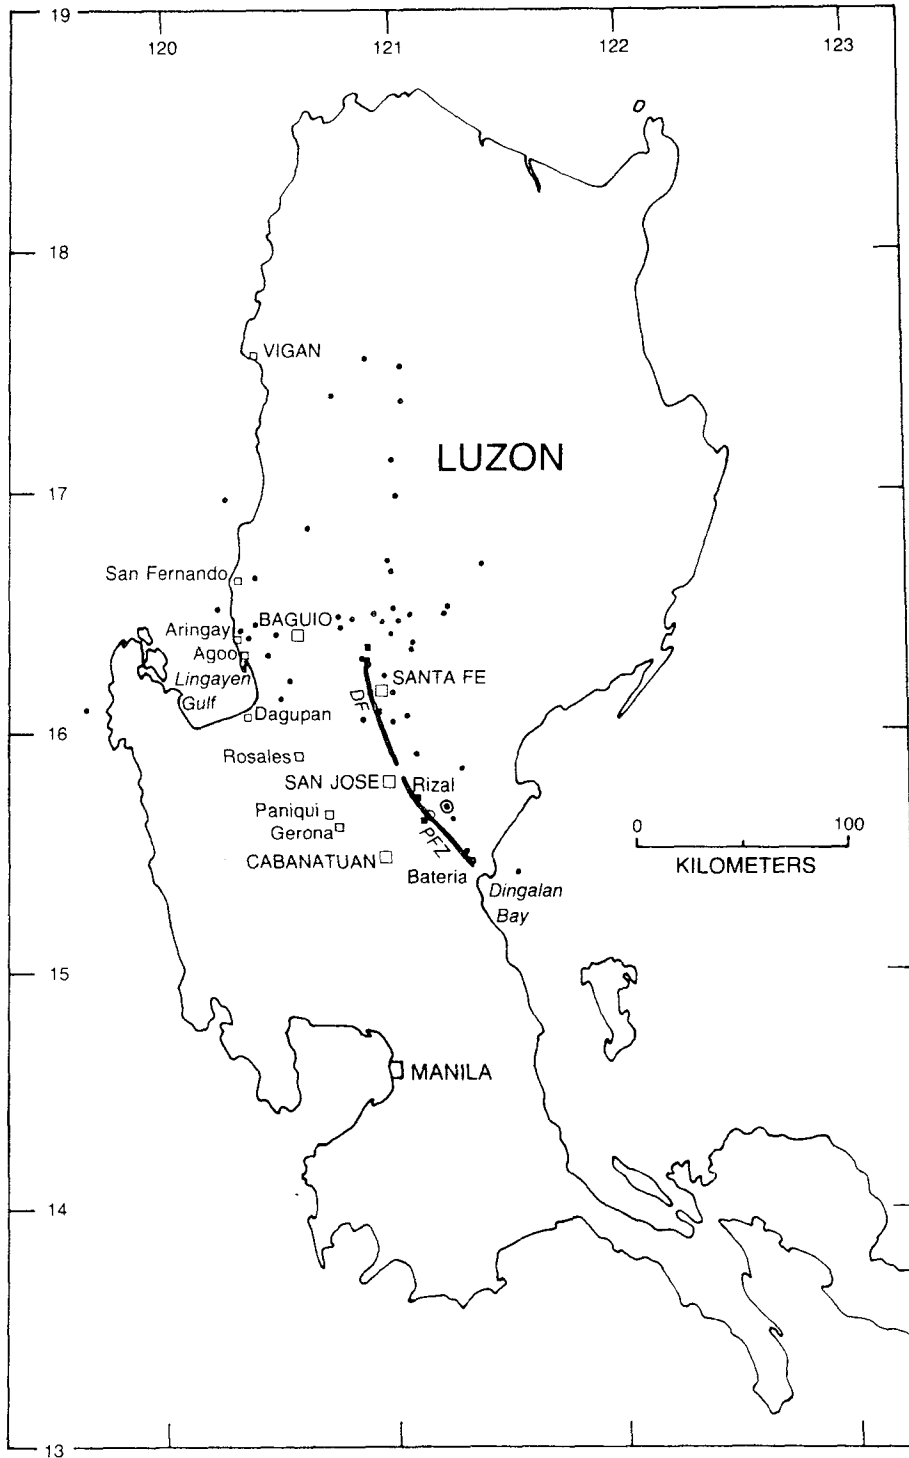 19
120
121
122
123
18
VIGAN
LUZON
17
San Fernando
BAGUIO
Aringay
Agoo
SANTA FE
Lingayen
Gulf
DF
Dagupan
16
Rosales
SAN JOSE
Rizal
Paniqui
Gerona
PFZ
0
100
KILOMETERS
CABANATUAN
Bateria
Dingalan
Bay
15
MANILA
14
13